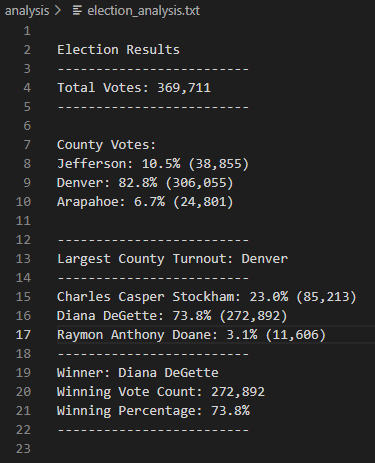 analysis > election_analysis.txt
1
2 Election Results
3 -------------------------
4 Total Votes: 369,711
5 -------------------------
6
7 County Votes:
8 Jefferson: 10.5% (38,855)
9 Denver: 82.8% (306,055)
10 Arapahoe: 6.7% (24,801)
11
12 -------------------------
13 Largest County Turnout: Denver
14 -------------------------
15 Charles Casper Stockham: 23.0% (85,213)
16 Diana DeGette: 73.8% (272,892)
17 Raymon Anthony Doane: 3.1% (11,606)
18 -------------------------
19 Winner: Diana DeGette
20 Winning Vote Count: 272,892
21 Winning Percentage: 73.8%
22 -------------------------
23